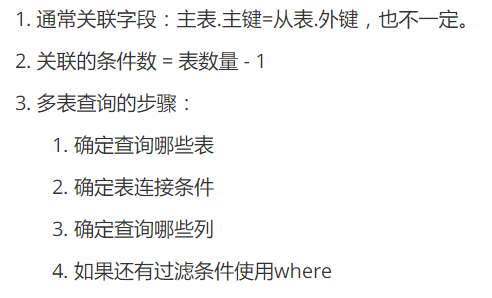 1. 通常关联字段：主表.主键=从表.外键，也不一定。
2. 关联的条件数 = 表数量 - 1
3. 多表查询的步骤：
1. 确定查询哪些表
2. 确定表连接条件
3. 确定查询哪些列
4. 如果还有过滤条件使用where